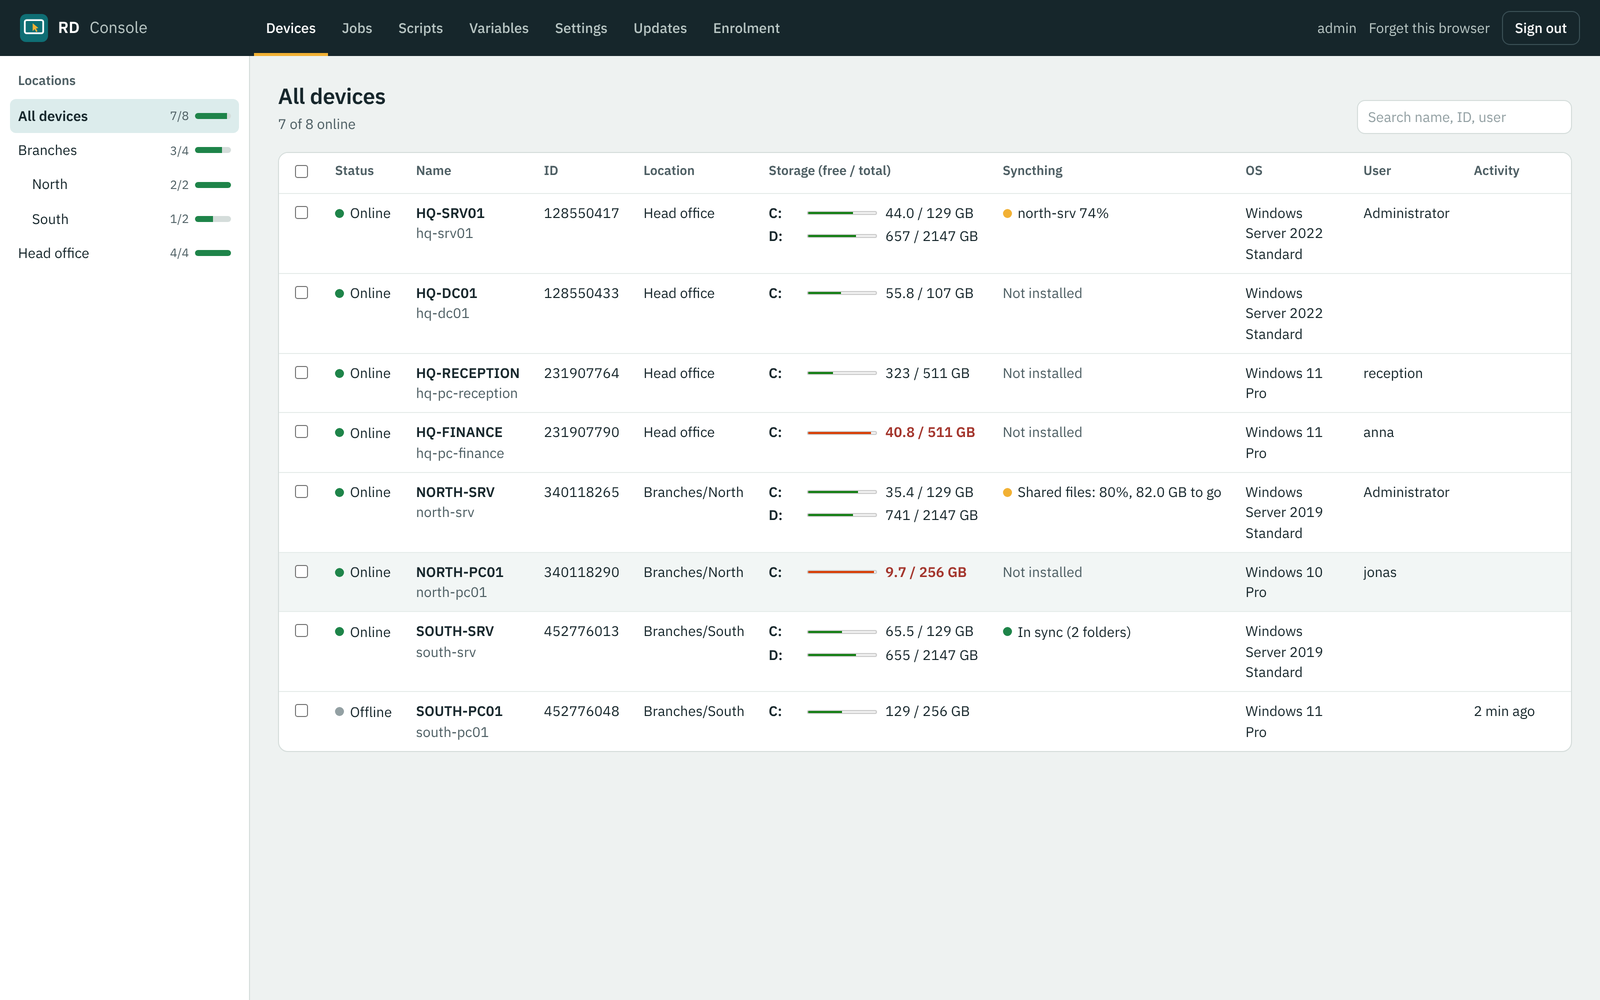 RD Console
Devices Jobs Scripts Variables Settings Updates Enrolment
admin Forget this browser Sign out
Locations
All devices 7/8
Branches 3/4
North 2/2
South 1/2
Head office 4/4
All devices
7 of 8 online
Search name, ID, user
Status Name ID Location Storage (free / total) Syncthing OS User Activity
Online HQ-SRV01 128550417 Head office C: 44.0 / 129 GB north-srv 74% Windows Administrator
hq-srv01 D: 657 / 2147 GB Server 2022
Standard
Online HQ-DC01 128550433 Head office C: 55.8 / 107 GB Not installed Windows
hq-dc01 Server 2022
Standard
Online HQ-RECEPTION 231907764 Head office C: 323 / 511 GB Not installed Windows 11 reception
hq-pc-reception Pro
Online HQ-FINANCE 231907790 Head office C: 40.8 / 511 GB Not installed Windows 11 anna
hq-pc-finance Pro
Online NORTH-SRV 340118265 Branches/North C: 35.4 / 129 GB Shared files: 80%, 82.0 GB to go Windows Administrator
north-srv D: 741 / 2147 GB Server 2019
Standard
Online NORTH-PC01 340118290 Branches/North C: 9.7 / 256 GB Not installed Windows 10 jonas
north-pc01 Pro
Online SOUTH-SRV 452776013 Branches/South C: 65.5 / 129 GB In sync (2 folders) Windows
south-srv D: 655 / 2147 GB Server 2019
Standard
Offline SOUTH-PC01 452776048 Branches/South C: 129 / 256 GB Windows 11 2 min ago
south-pc01 Pro